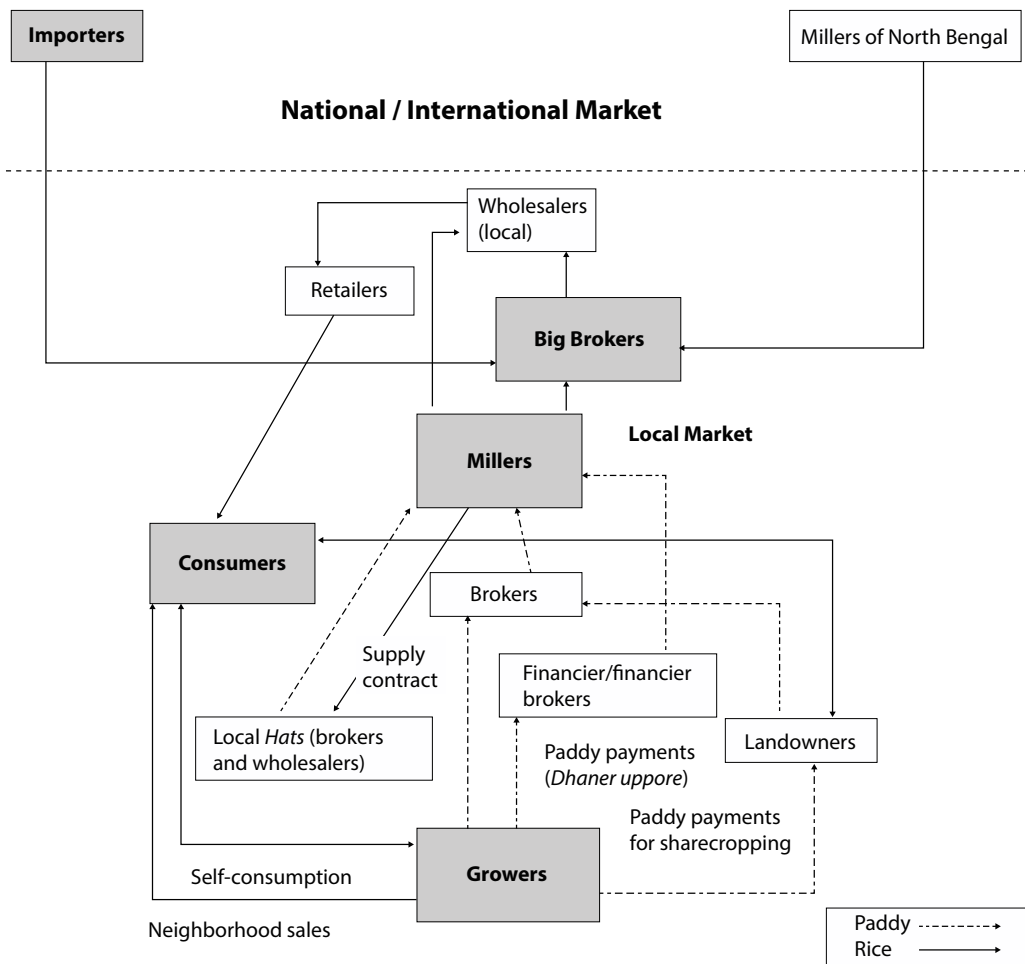 Importers
Millers of North Bengal
National / International Market
Wholesalers
(local)
Retailers
Big Brokers
Local Market
Millers
Consumers
Brokers
Supply
contract
Financier/financier
brokers
Local Hats (brokers
and wholesalers)
Landowners
Paddy payments
(Dhaner uppore)
Paddy payments
for sharecropping
Growers
Self-consumption
Neighborhood sales
Paddy
Rice